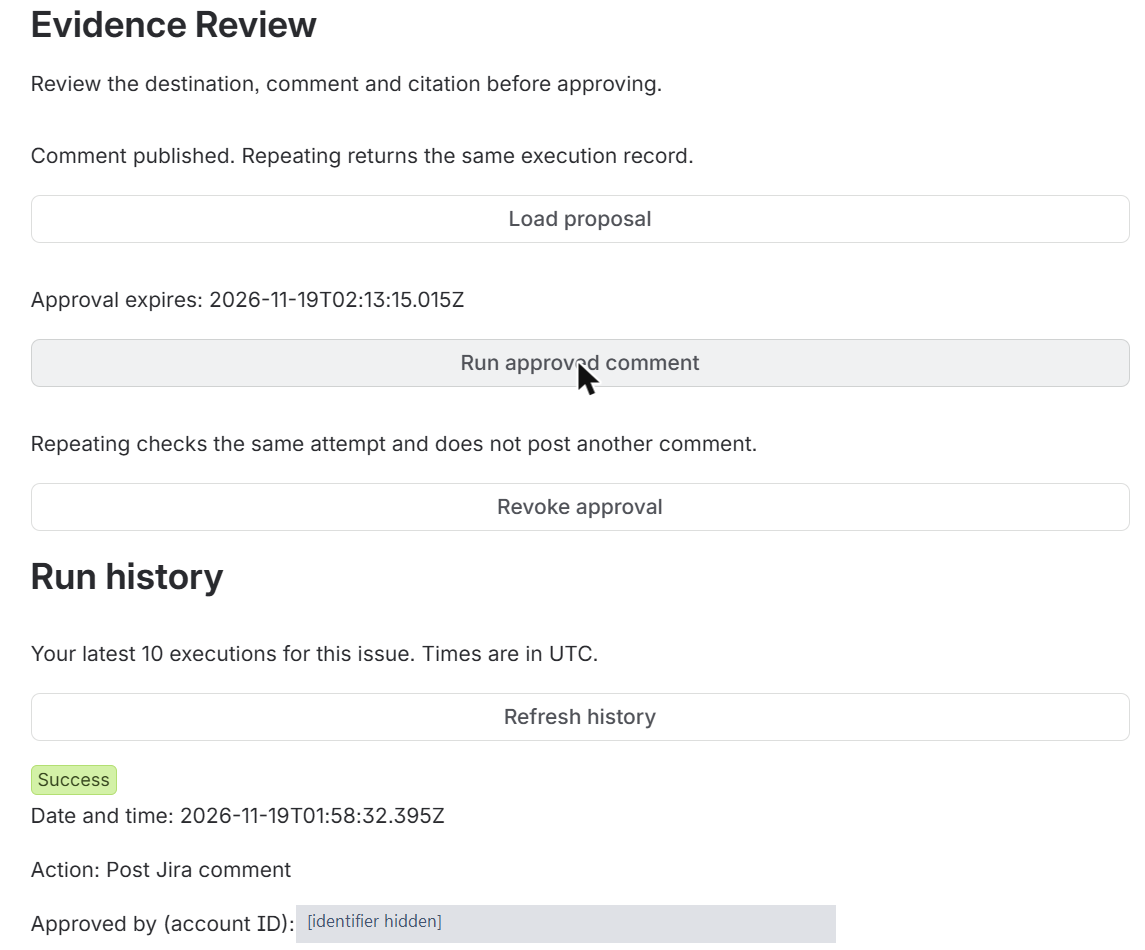 Evidence Review
Review the destination, comment and citation before approving.
Comment published. Repeating returns the same execution record.
Load proposal
Approval expires: 2026-11-19T02:13:15.015Z
Run approved comment
Repeating checks the same attempt and does not post another comment.
Revoke approval
Run history
Your latest 10 executions for this issue. Times are in UTC.
Refresh history
Success
Date and time: 2026-11-19T01:58:32.395Z
Action: Post Jira comment
Approved by (account ID): [identifier hidden]